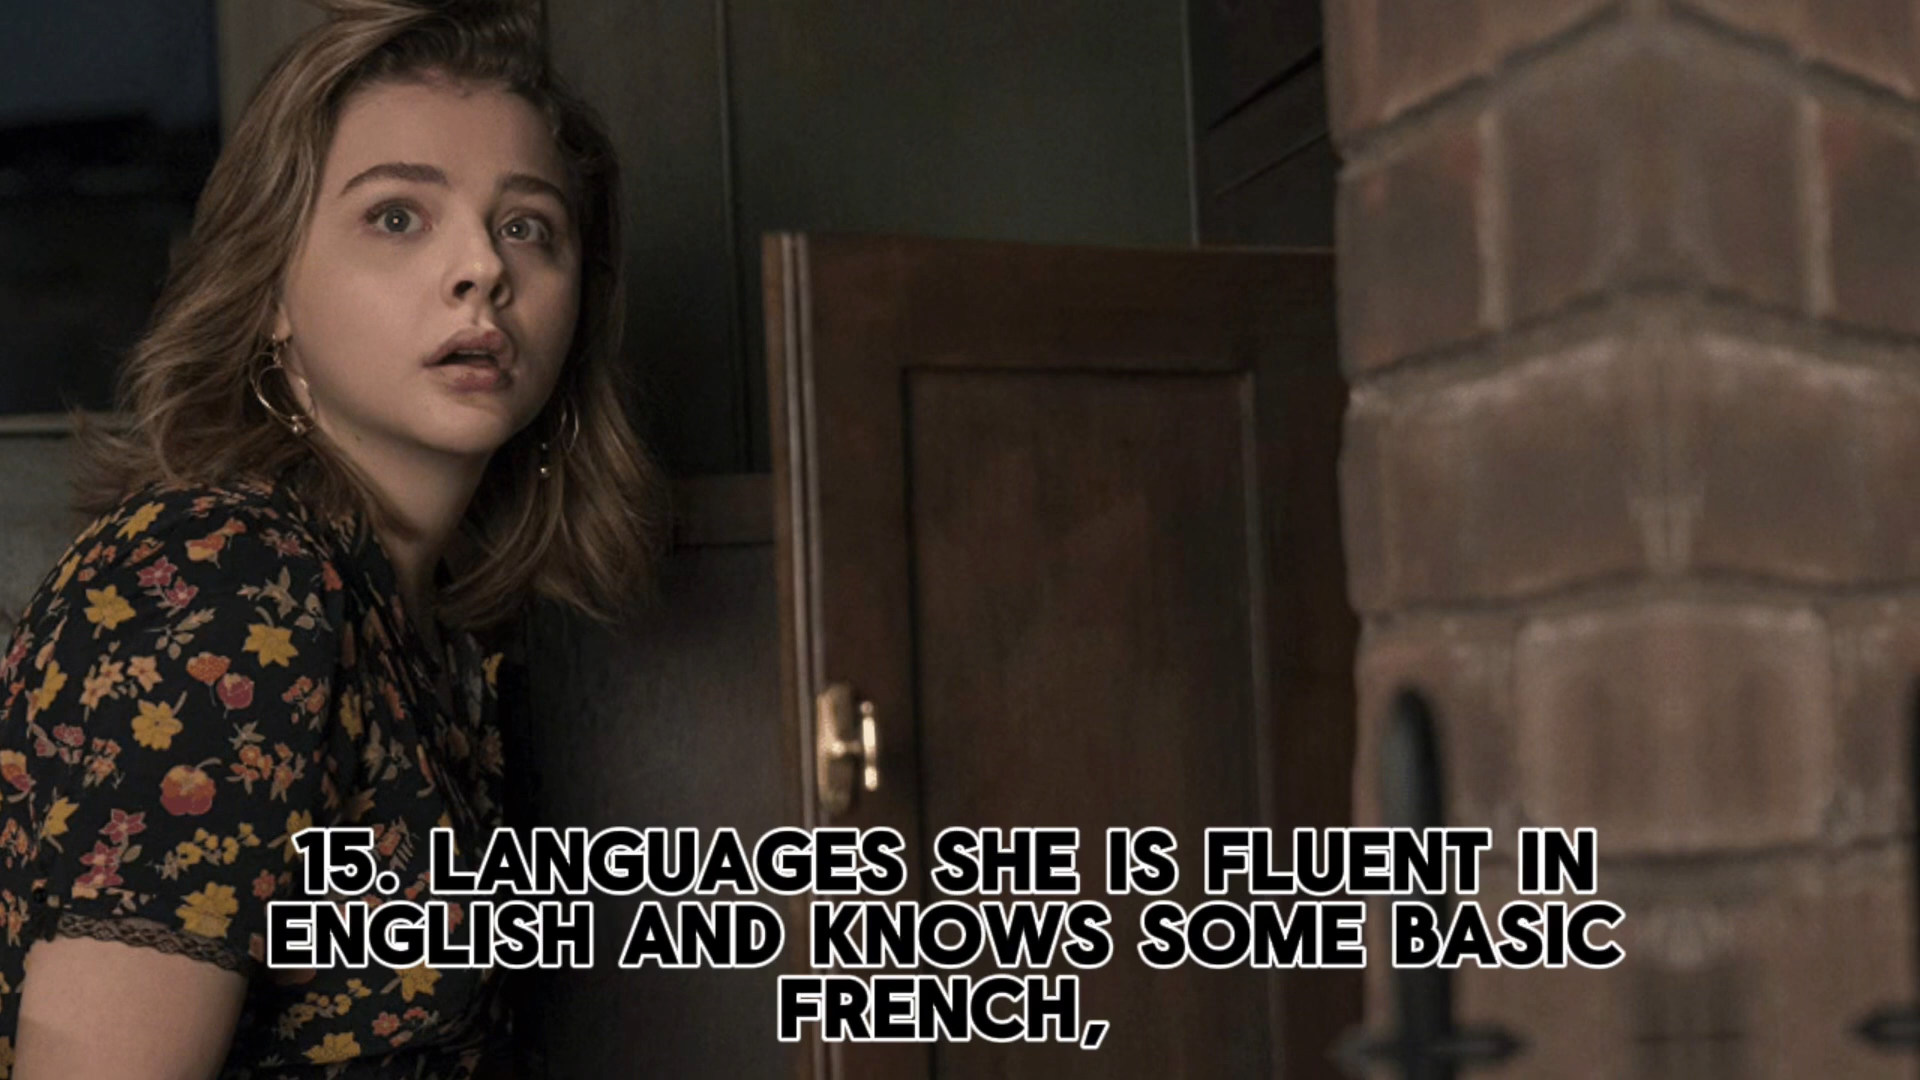 15. LANGUAGES SHE IS FLUENT IN
ENGLISH AND KNOWS SOME BASIC
FRENCH,